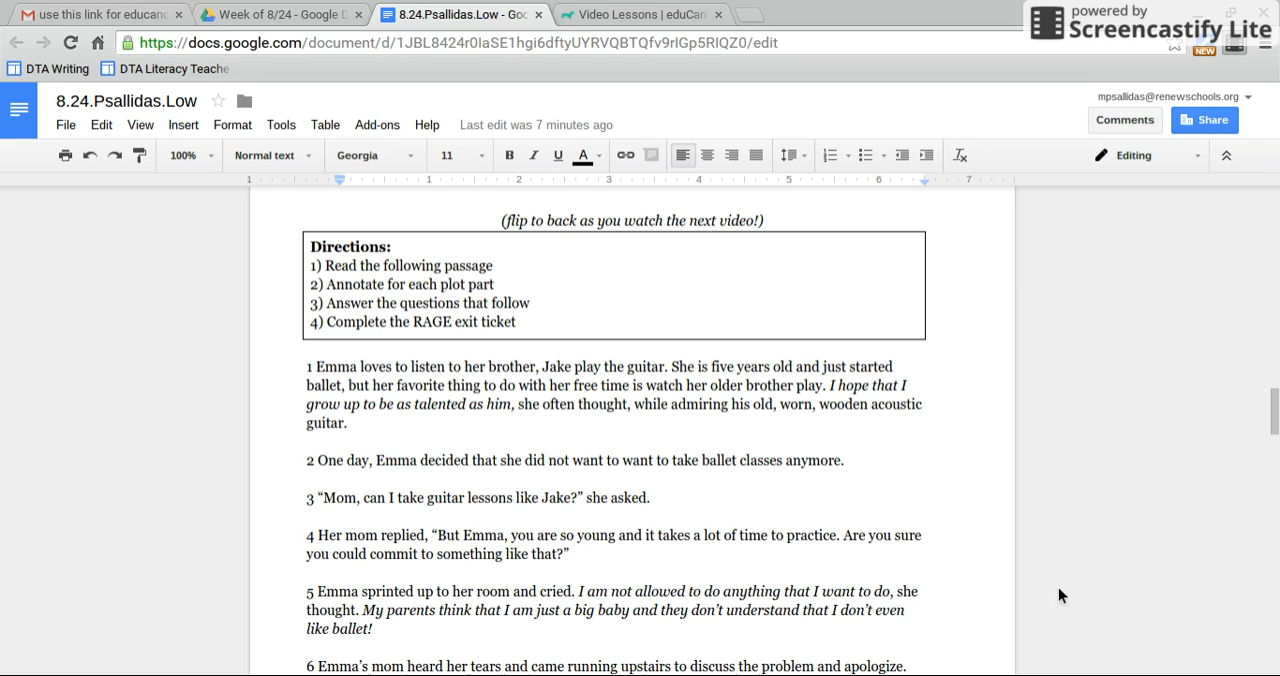 use this link for educan
Week of 8/24 - Google D
8.24.Psallidas.Low - Goo
Video Lessons | eduCan
powered by
Screencastify Lite
https://docs.google.com/document/d/1JBL8424r0IaSE1hgi6dftyUYRVQBTQfv9rIGp5RIQZ0/edit
NEW
DTA Writing
DTA Literacy Teache
8.24.Psallidas.Low
mpsallidas@renewschools.org
File Edit View Insert Format Tools Table Add-ons Help Last edit was 7 minutes ago
Comments
Share
100% Normal text Georgia 11 B I U A Editing
1 1 2 3 4 5 6 7
(flip to back as you watch the next video!)
Directions:
1) Read the following passage
2) Annotate for each plot part
3) Answer the questions that follow
4) Complete the RAGE exit ticket
1 Emma loves to listen to her brother, Jake play the guitar. She is five years old and just started
ballet, but her favorite thing to do with her free time is watch her older brother play. I hope that I
grow up to be as talented as him, she often thought, while admiring his old, worn, wooden acoustic
guitar.
2 One day, Emma decided that she did not want to want to take ballet classes anymore.
3 “Mom, can I take guitar lessons like Jake?” she asked.
4 Her mom replied, “But Emma, you are so young and it takes a lot of time to practice. Are you sure
you could commit to something like that?”
5 Emma sprinted up to her room and cried. I am not allowed to do anything that I want to do, she
thought. My parents think that I am just a big baby and they don’t understand that I don’t even
like ballet!
6 Emma’s mom heard her tears and came running upstairs to discuss the problem and apologize.